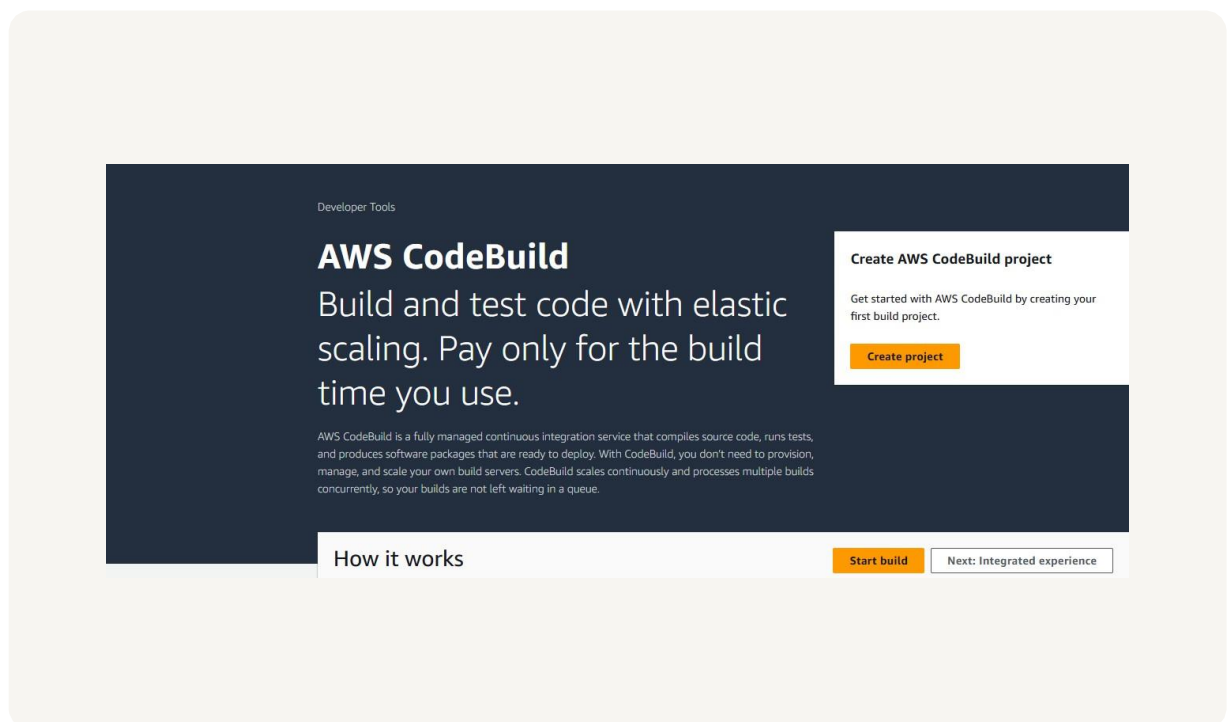 Developer Tools
AWS CodeBuild
Build and test code with elastic
scaling. Pay only for the build
time you use.
AWS CodeBuild is a fully managed continuous integration service that compiles source code, runs tests,
and produces software packages that are ready to deploy. With CodeBuild, you don't need to provision,
manage, and scale your own build servers. CodeBuild scales continuously and processes multiple builds
concurrently, so your builds are not left waiting in a queue.
Create AWS CodeBuild project
Get started with AWS CodeBuild by creating your
first build project.
Create project
How it works
Start build
Next: Integrated experience